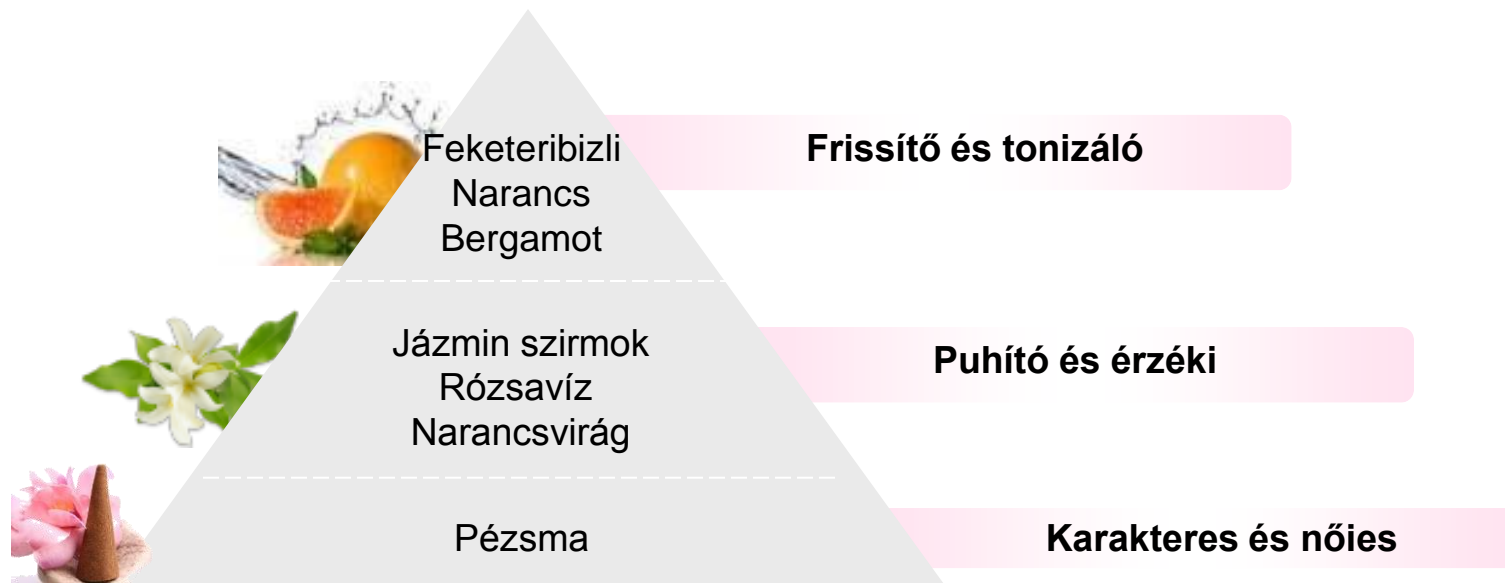 Feketeribizli
Narancs
Bergamot
Frissítő és tonizáló
Jázmin szirmok
Rózsavíz
Narancsvirág
Puhító és érzéki
Pézsma
Karakteres és nőies